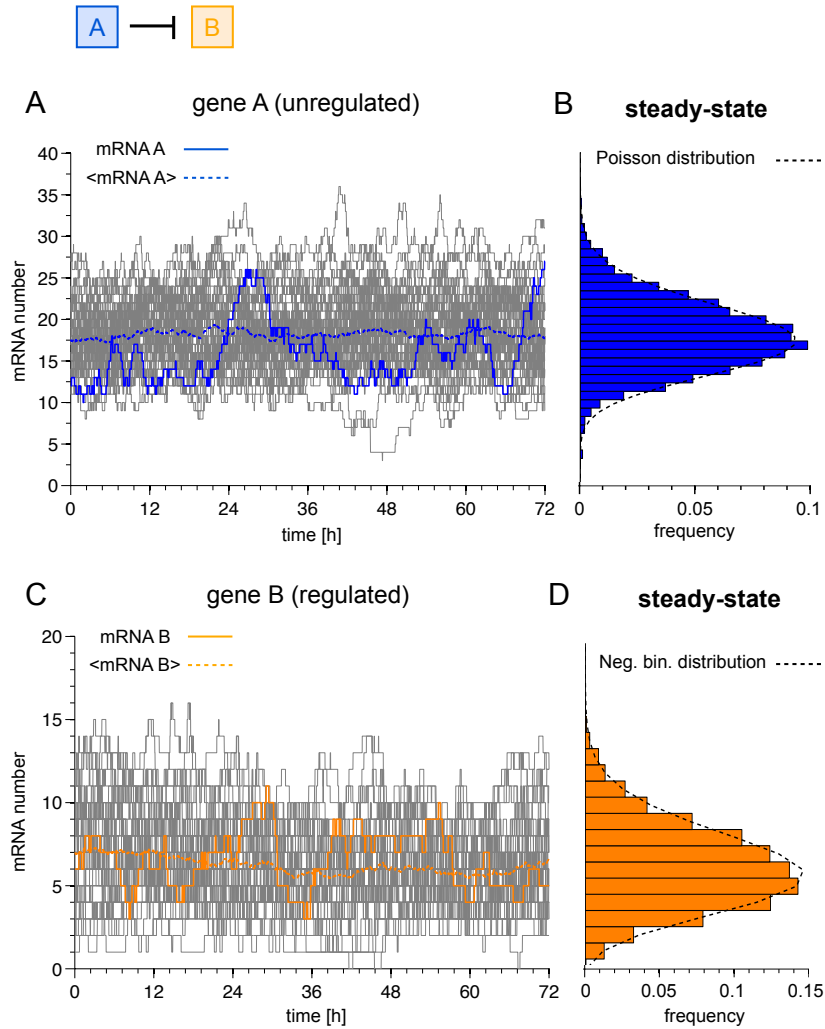 A B
A gene A (unregulated) B steady-state
mRNA A
<mRNA A>
Poisson distribution
mRNA number
40
35
30
25
20
15
10
5
0
0 12 24 36 48 60 72
time [h]
0 0.05 0.1
frequency
C gene B (regulated) D steady-state
mRNA B
<mRNA B>
Neg. bin. distribution
mRNA number
20
15
10
5
0
0 12 24 36 48 60 72
time [h]
0 0.05 0.1 0.15
frequency